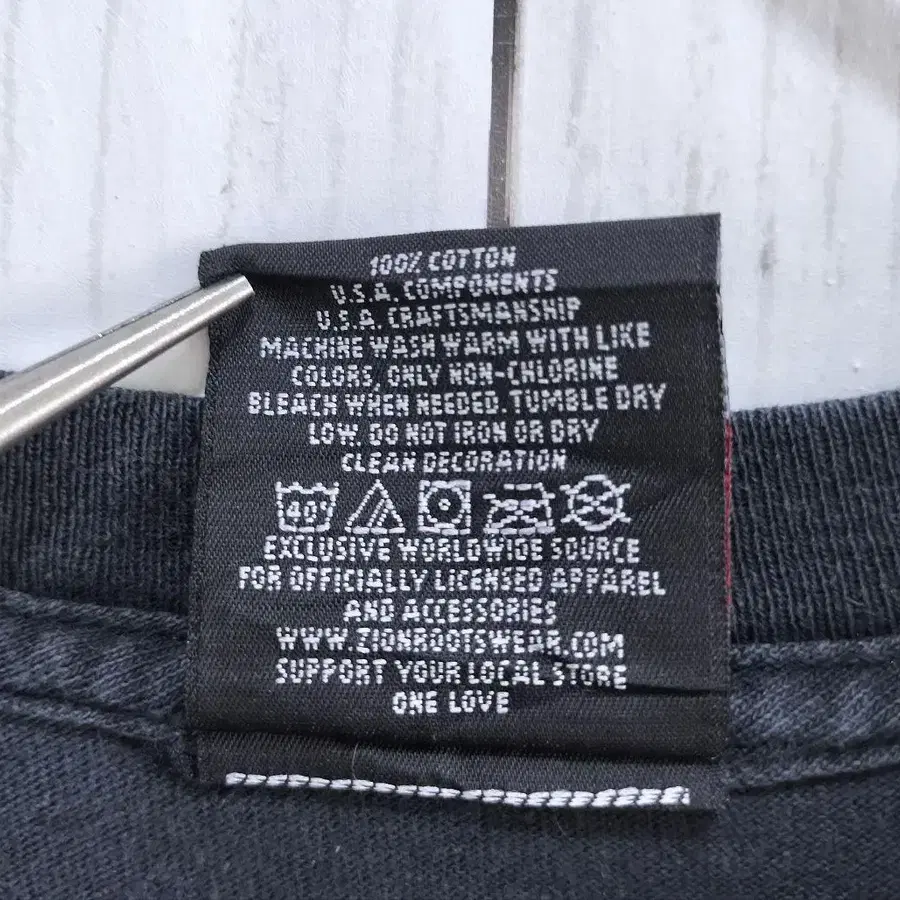 100% COTTON
U.S.A. COMPONENTS
U.S.A. CRAFTSMANSHIP
MACHINE WASH WARM WITH LIKE
COLORS, ONLY NON-CHLORINE
BLEACH WHEN NEEDED. TUMBLE DRY
LOW. DO NOT IRON OR DRY
CLEAN DECORATION
40°
EXCLUSIVE WORLDWIDE SOURCE
FOR OFFICIALLY LICENSED APPAREL
AND ACCESSORIES
WWW.ZIONROOTSWEAR.COM
SUPPORT YOUR LOCAL STORE
ONE LOVE